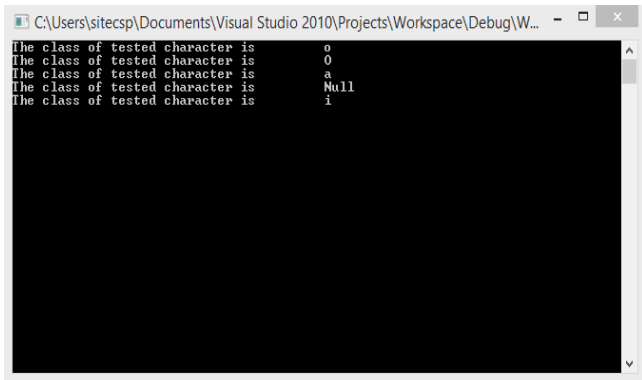 C:\Users\sitecsp\Documents\Visual Studio 2010\Projects\Workspace\Debug\W...
The class of tested character is o
The class of tested character is O
The class of tested character is a
The class of tested character is Null
The class of tested character is i